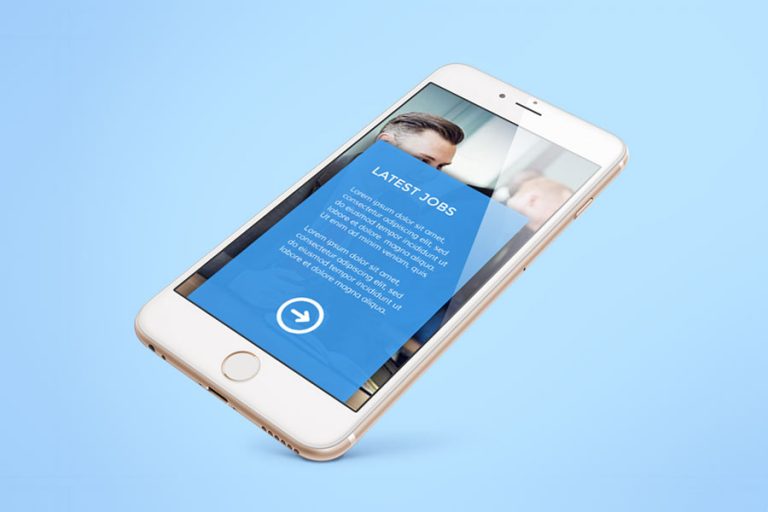 LATEST JOBS
Lorem ipsum dolor sit amet,
consectetur adipiscing elit, sed
do eiusmod tempor incididunt ut
labore et dolore magna aliqua.
Ut enim ad minim veniam, quis
Lorem ipsum dolor sit amet,
consectetur adipiscing elit, sed
do eiusmod tempor incididunt ut
labore et dolore magna aliqua.